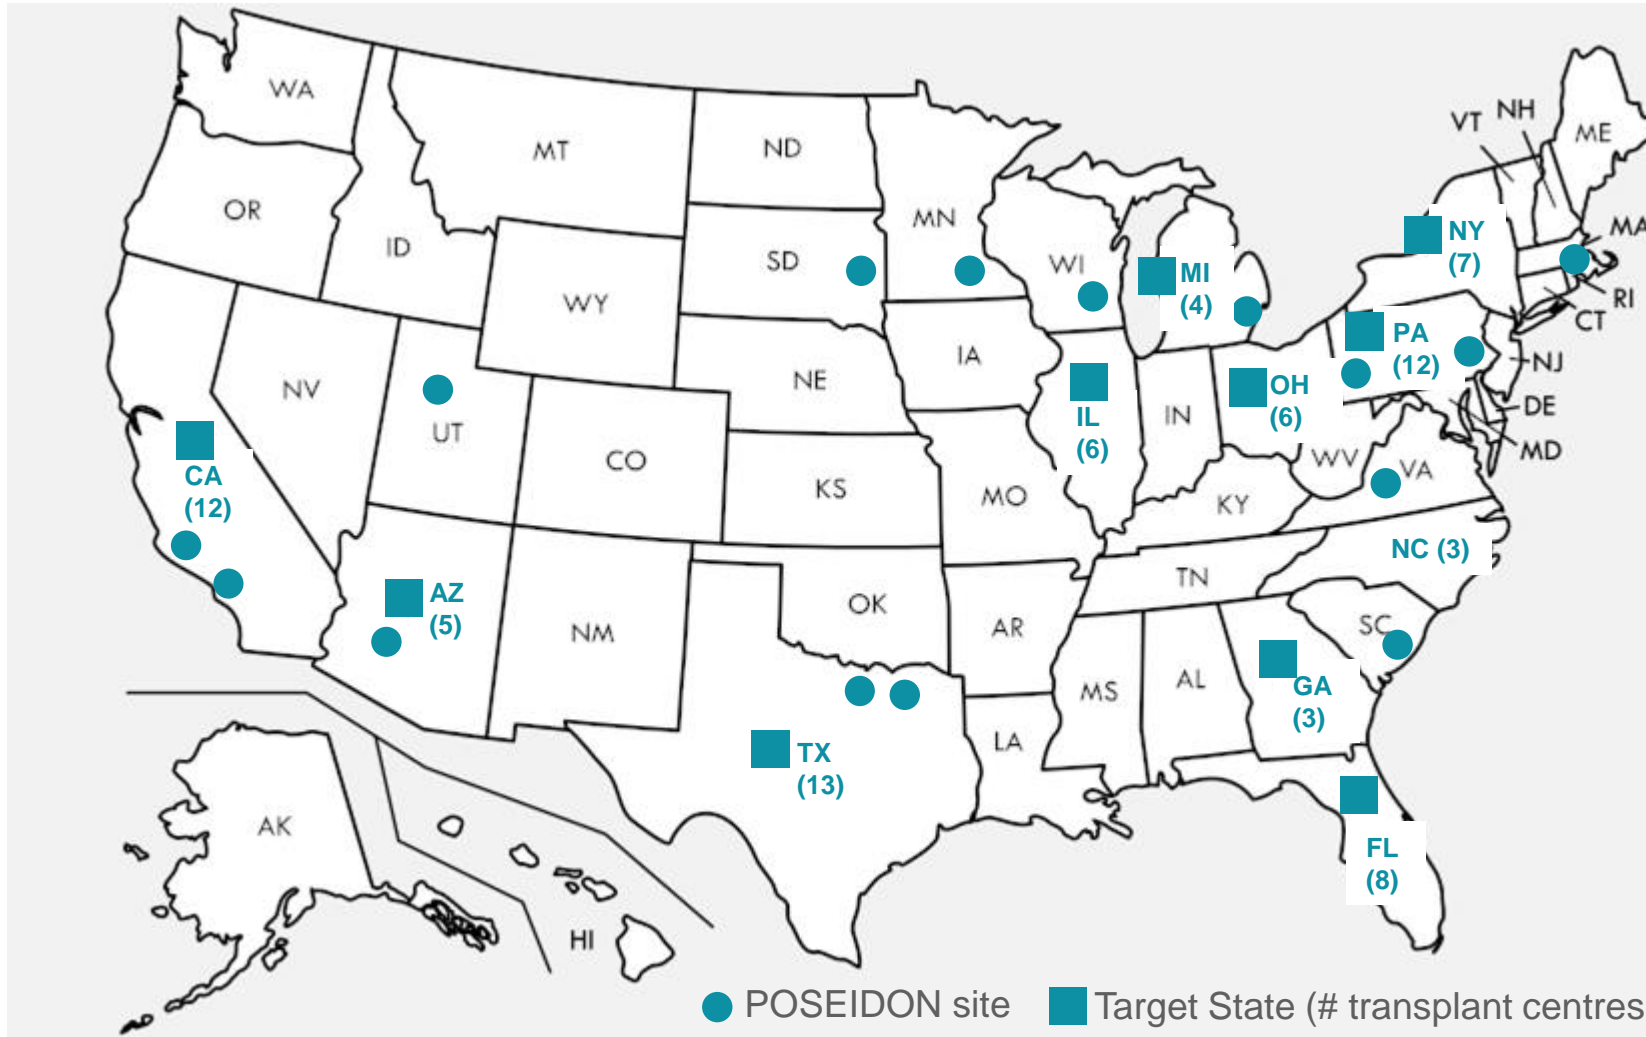 WA
MT
ND
MN
VT
NH
ME
OR
ID
SD
WI
MI
(4)
NY
(7)
MA
RI
CT
WY
IA
NE
PA
(12)
NJ
NV
UT
CO
KS
MO
IL
(6)
IN
OH
(6)
DE
MD
WV
VA
KY
CA
(12)
NC (3)
TN
AZ
(5)
NM
OK
AR
SC
MS
AL
GA
(3)
LA
TX
(13)
AK
HI
FL
(8)
POSEIDON site
Target State (# transplant centres